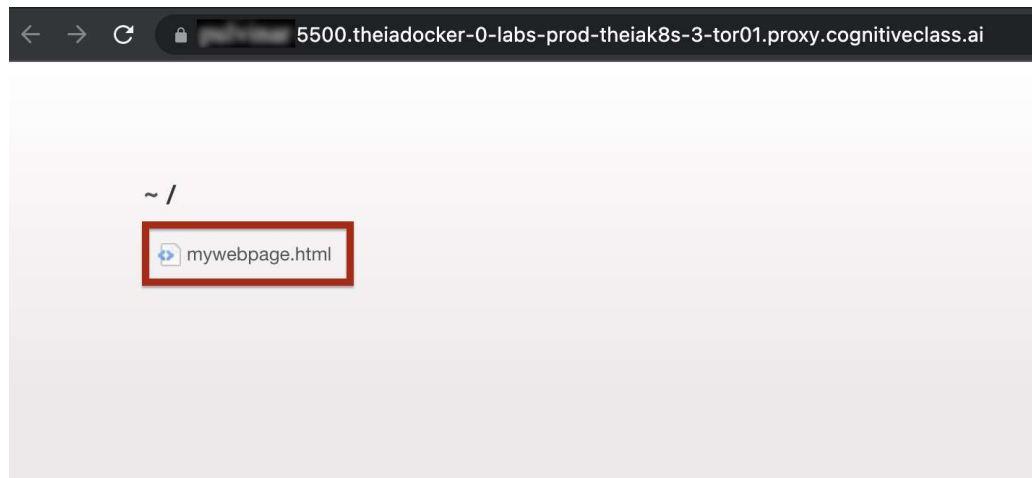 5500.theiadocker-0-labs-prod-theiak8s-3-tor01.proxy.cognitiveclass.ai
~ /
mywebpage.html